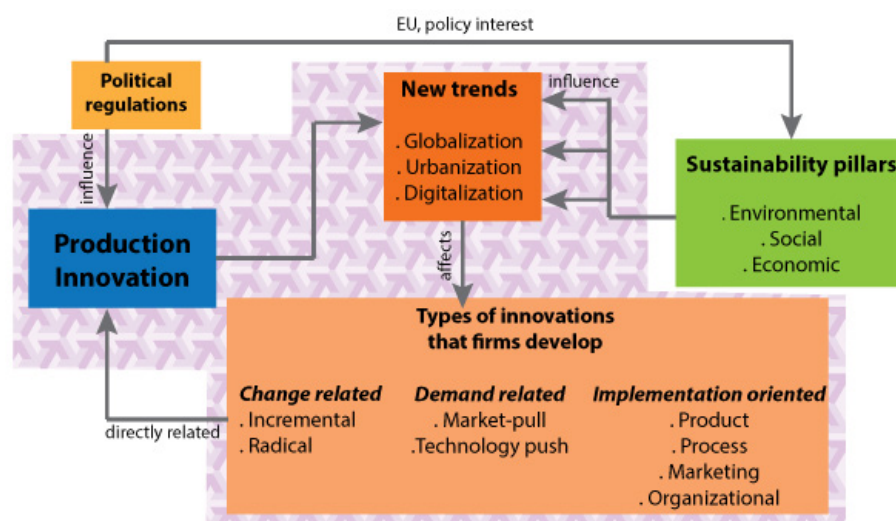 EU, policy interest
Political
regulations
influence
New trends
. Globalization
. Urbanization
. Digitalization
influence
Sustainability pillars
. Environmental
. Social
. Economic
Production
Innovation
affects
Types of innovations
that firms develop
Change related
. Incremental
. Radical
Demand related
. Market-pull
.Technology push
Implementation oriented
. Product
. Process
. Marketing
. Organizational
directly related